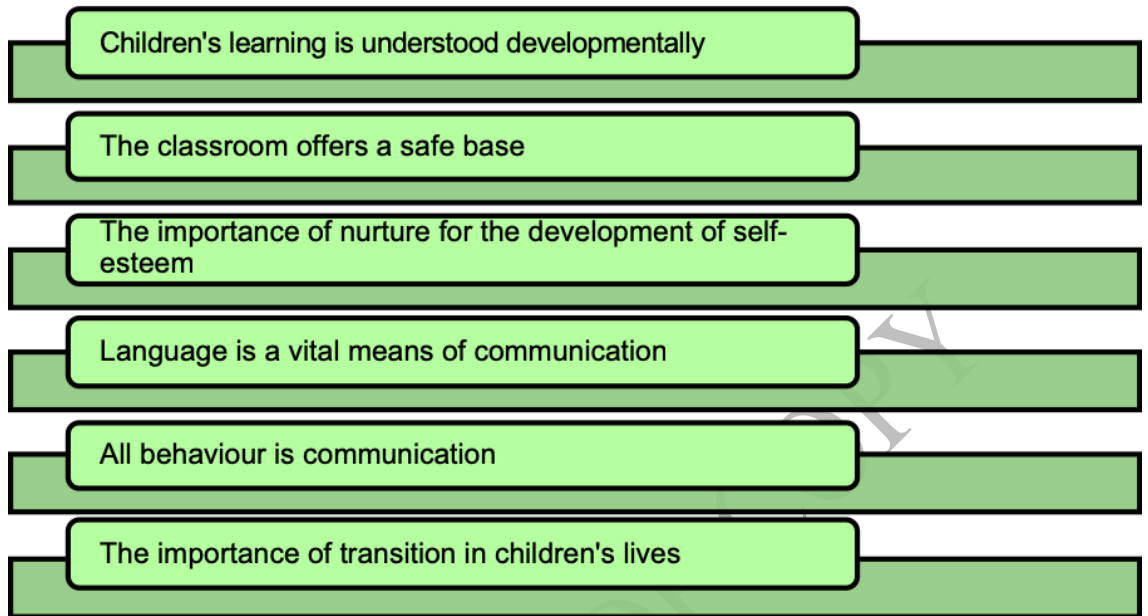 Children's learning is understood developmentally
The classroom offers a safe base
The importance of nurture for the development of self-
esteem
Language is a vital means of communication
All behaviour is communication
The importance of transition in children's lives
COPY